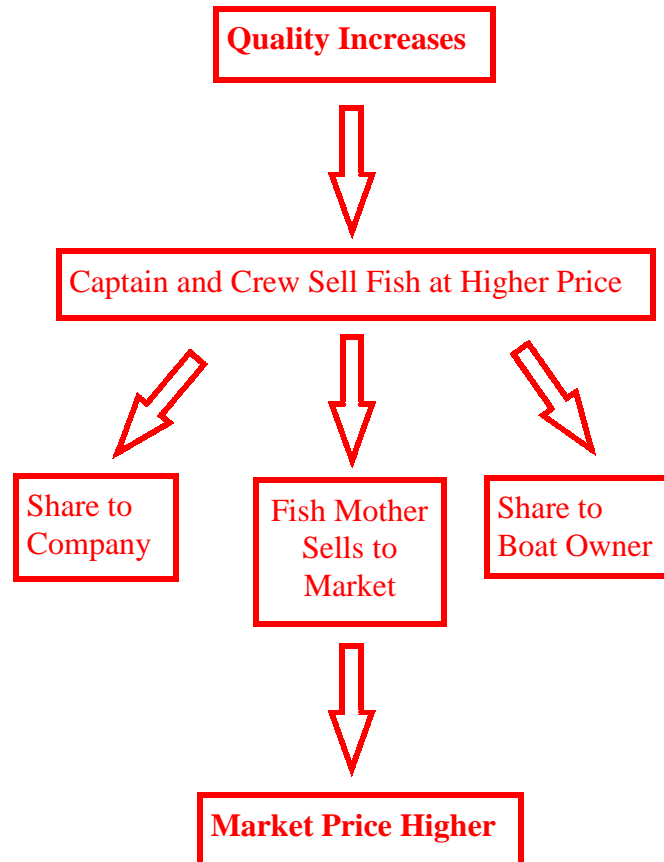 Quality Increases
Captain and Crew Sell Fish at Higher Price
Share to
Company
Fish Mother
Sells to
Market
Share to
Boat Owner
Market Price Higher